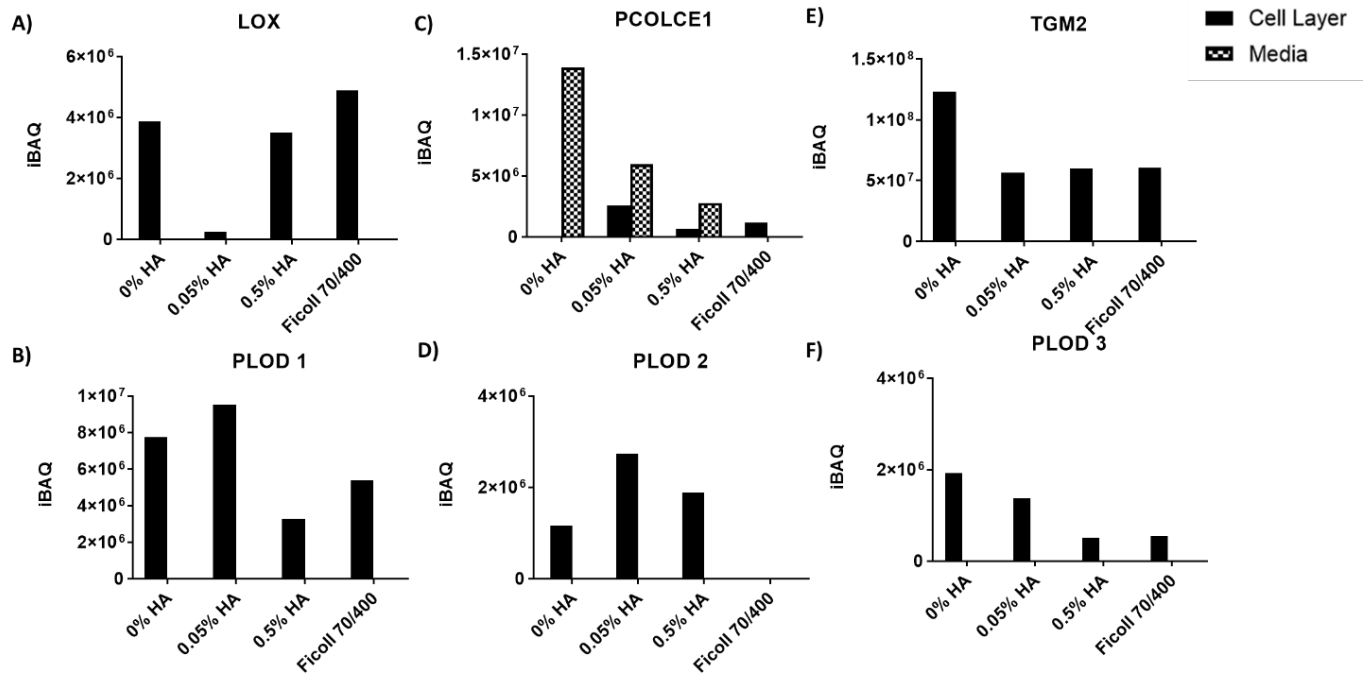 A)
LOX
iBAQ
6×10⁶
4×10⁶
2×10⁶
0
0% HA
0.05% HA
0.5% HA
Ficoll 70/400
C)
PCOLCE1
iBAQ
1.5×10⁷
1×10⁷
5×10⁶
0
0% HA
0.05% HA
0.5% HA
Ficoll 70/400
E)
TGM2
iBAQ
1.5×10⁸
1×10⁸
5×10⁷
0
0% HA
0.05% HA
0.5% HA
Ficoll 70/400
Cell Layer
Media
B)
PLOD 1
iBAQ
1×10⁷
8×10⁶
6×10⁶
4×10⁶
2×10⁶
0
0% HA
0.05% HA
0.5% HA
Ficoll 70/400
D)
PLOD 2
iBAQ
4×10⁶
2×10⁶
0
0% HA
0.05% HA
0.5% HA
Ficoll 70/400
F)
PLOD 3
iBAQ
4×10⁶
2×10⁶
0
0% HA
0.05% HA
0.5% HA
Ficoll 70/400